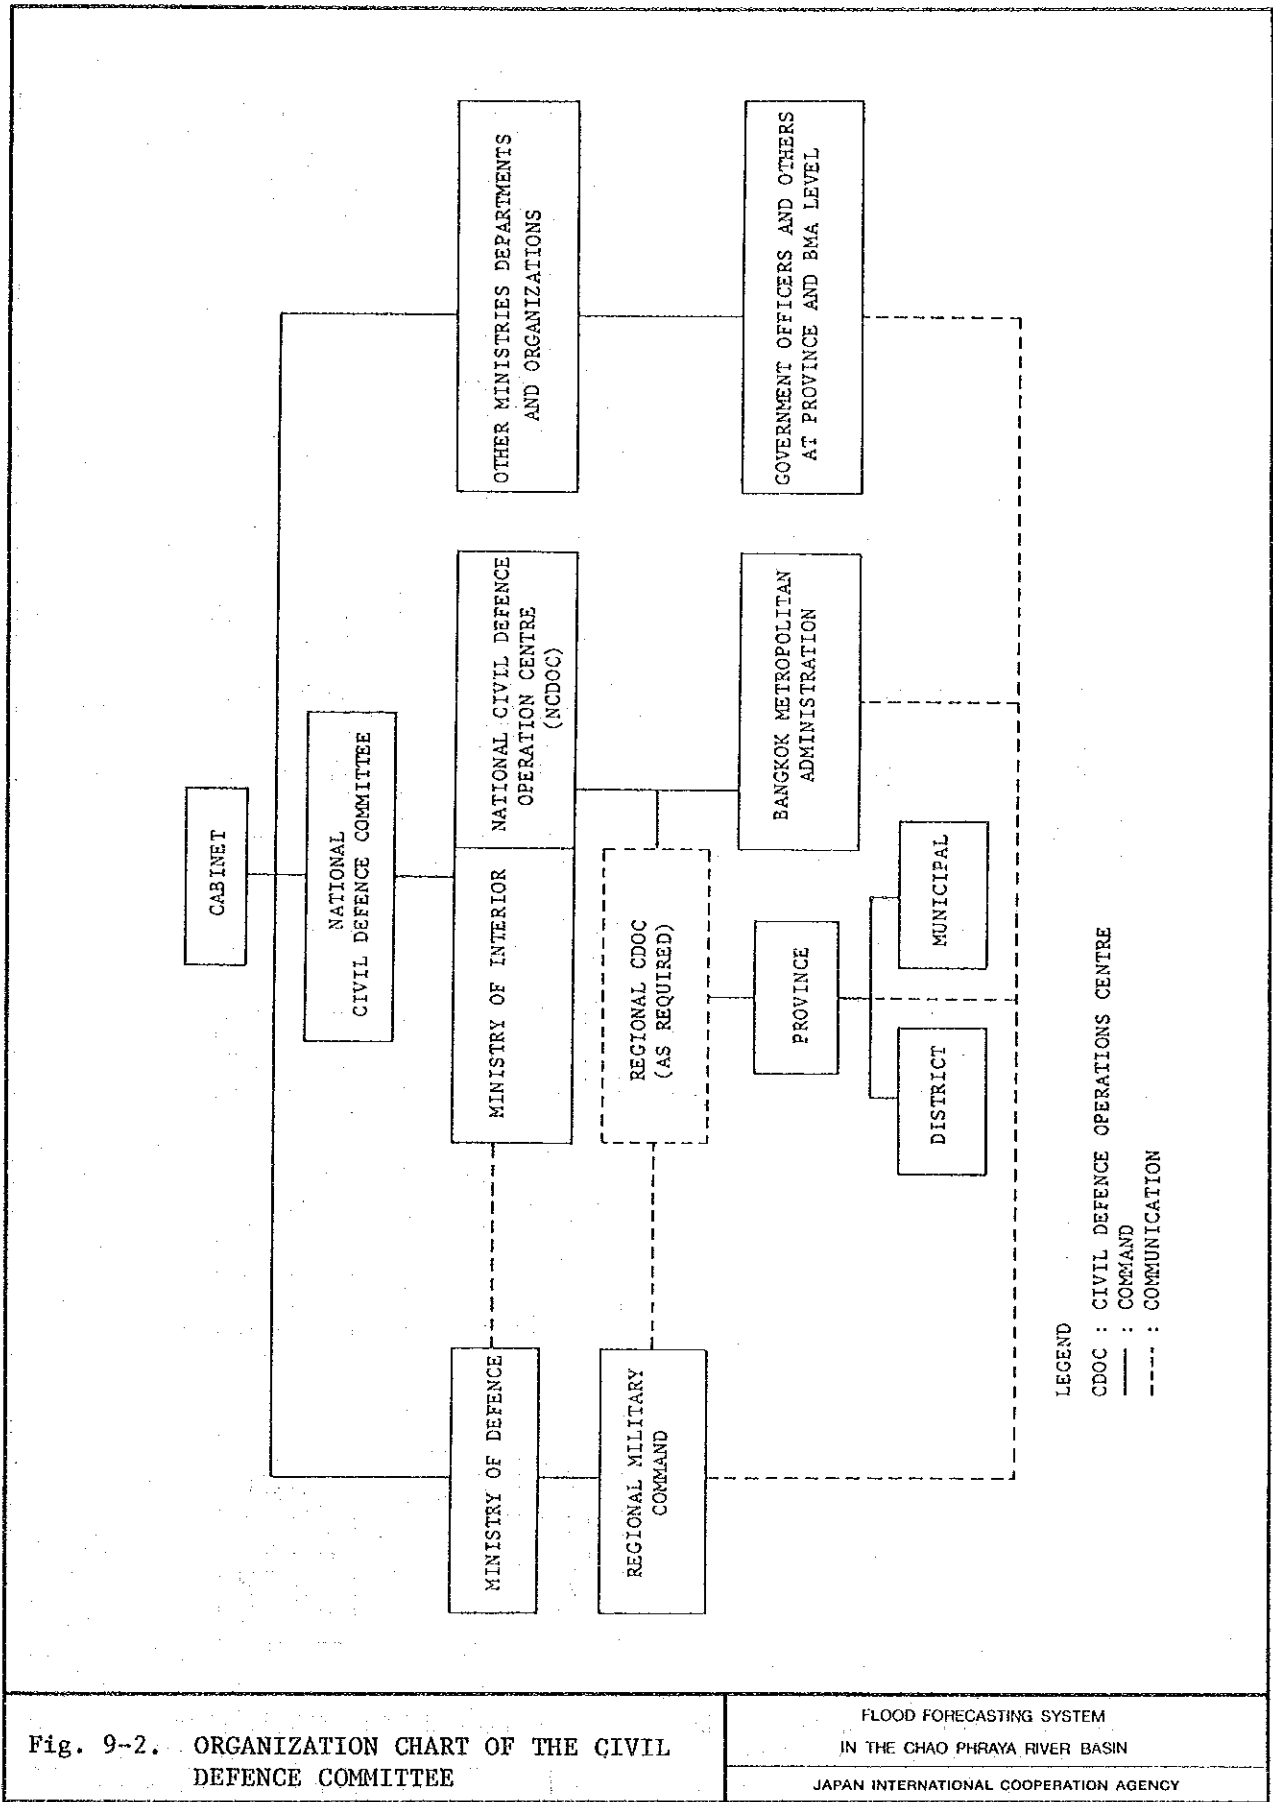 CABINET
NATIONAL
CIVIL DEFENCE COMMITTEE
MINISTRY OF DEFENCE
MINISTRY OF INTERIOR
NATIONAL CIVIL DEFENCE
OPERATION CENTRE
(NCDOC)
OTHER MINISTRIES DEPARTMENTS
AND ORGANIZATIONS
REGIONAL MILITARY
COMMAND
REGIONAL CDOC
(AS REQUIRED)
PROVINCE
BANGKOK METROPOLITAN
ADMINISTRATION
GOVERNMENT OFFICERS AND OTHERS
AT PROVINCE AND BMA LEVEL
DISTRICT
MUNICIPAL
LEGEND
CDOC : CIVIL DEFENCE OPERATIONS CENTRE
—— : COMMAND
---- : COMMUNICATION
Fig. 9-2. ORGANIZATION CHART OF THE CIVIL
DEFENCE COMMITTEE
FLOOD FORECASTING SYSTEM
IN THE CHAO PHRAYA RIVER BASIN
JAPAN INTERNATIONAL COOPERATION AGENCY